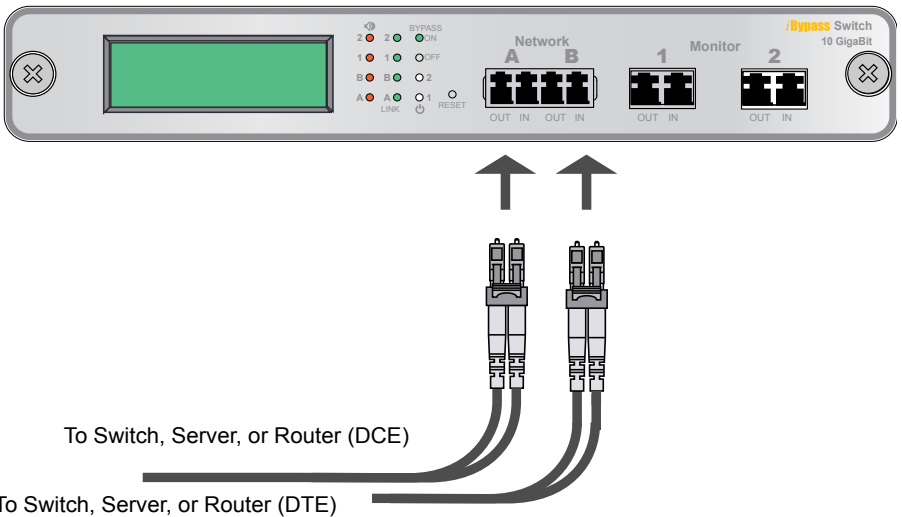 iBypass Switch
10 GigaBit
BYPASS
2 2 ON
1 1 OFF
B B 2
A A 1
LINK
RESET
Network
A B
OUT IN OUT IN
Monitor
1 2
OUT IN OUT IN
To Switch, Server, or Router (DCE)
To Switch, Server, or Router (DTE)